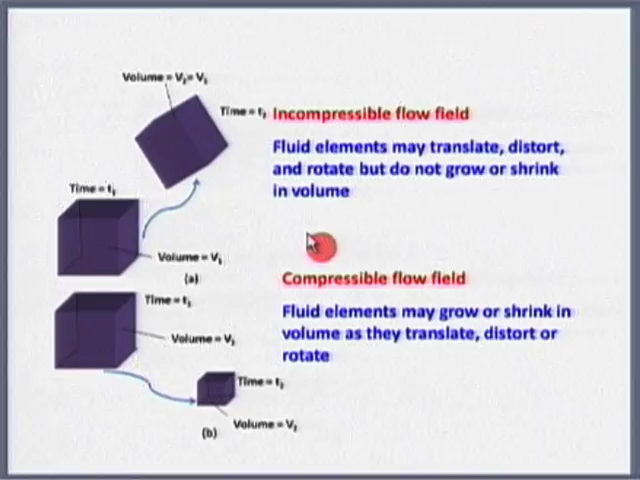 Volume = V₂= V₁
Time = t₂
Incompressible flow field
Fluid elements may translate, distort,
and rotate but do not grow or shrink
in volume
Time = t₁
Volume = V₁
(a)
Compressible flow field
Time = t₁
Fluid elements may grow or shrink in
volume as they translate, distort or
rotate
Volume = V₁
Time = t₂
Volume = V₂
(b)